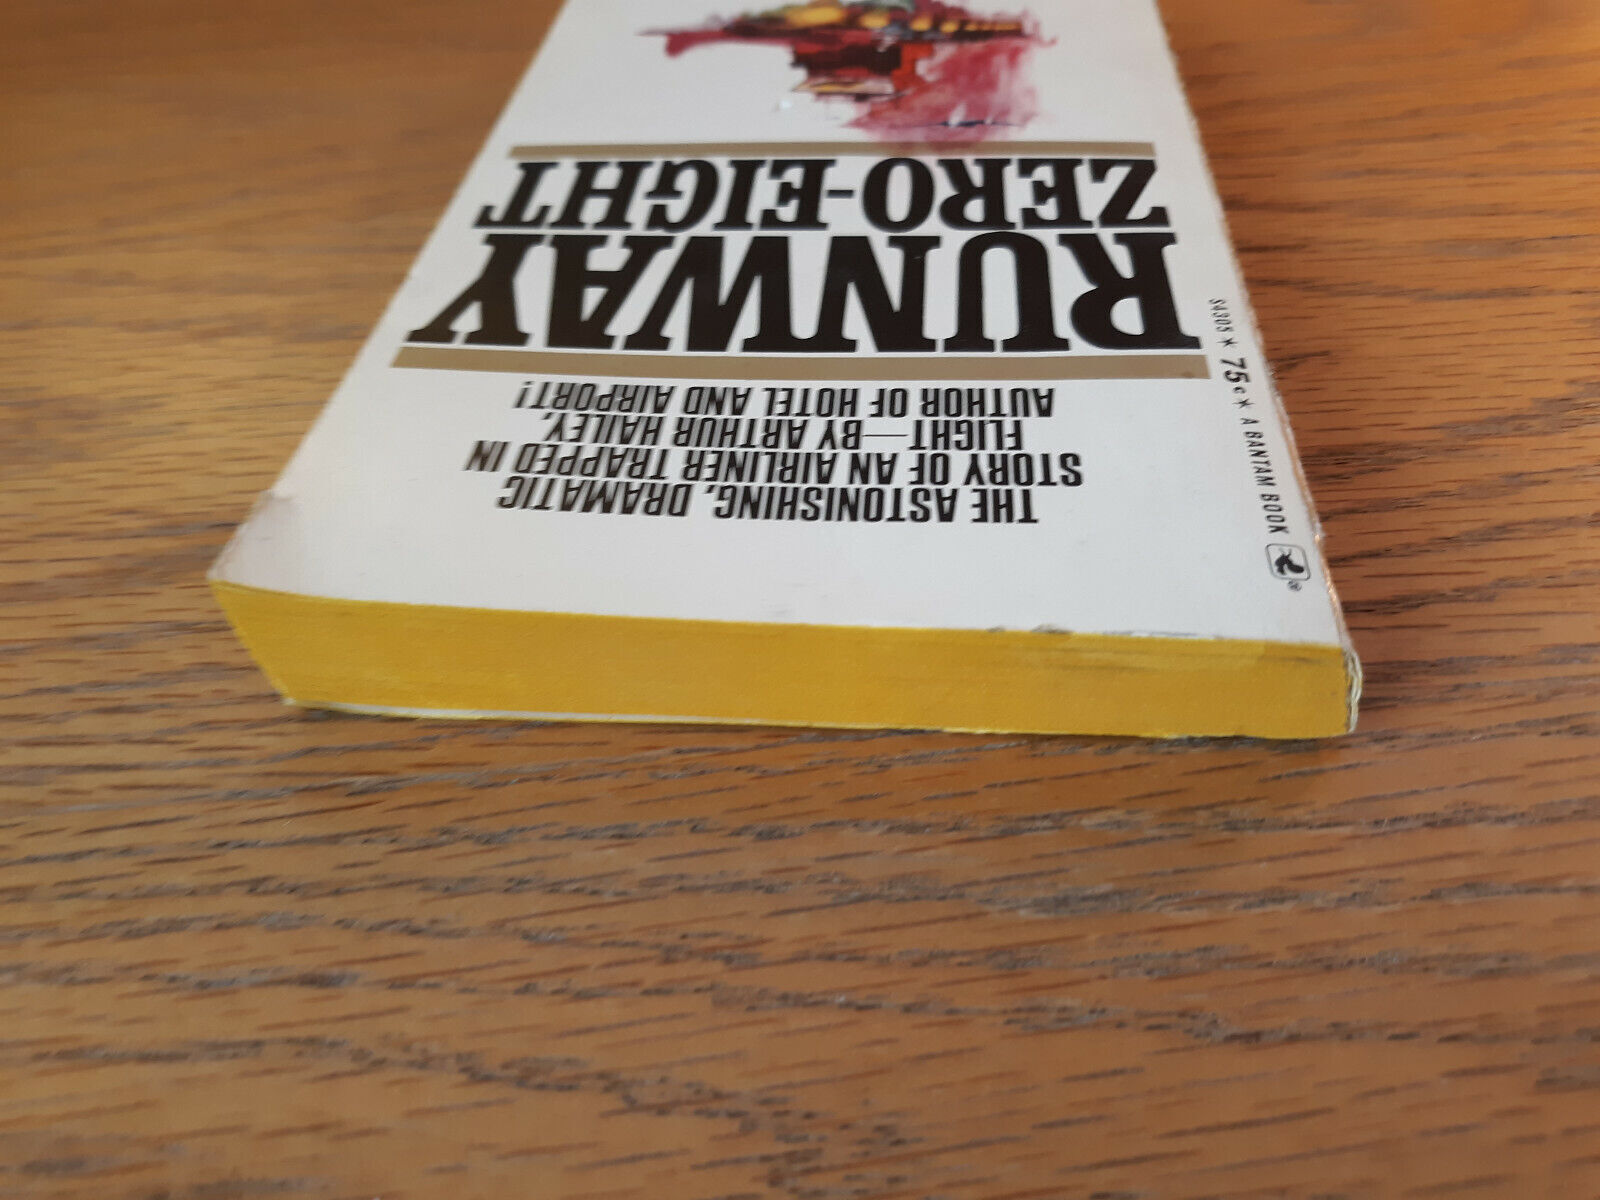 S4305 * 75¢ * A BANTAM BOOK
THE ASTONISHING, DRAMATIC
STORY OF AN AIRLINER TRAPPED IN
FLIGHT—BY ARTHUR HAILEY,
AUTHOR OF HOTEL AND AIRPORT!
RUNWAY
ZERO-EIGHT